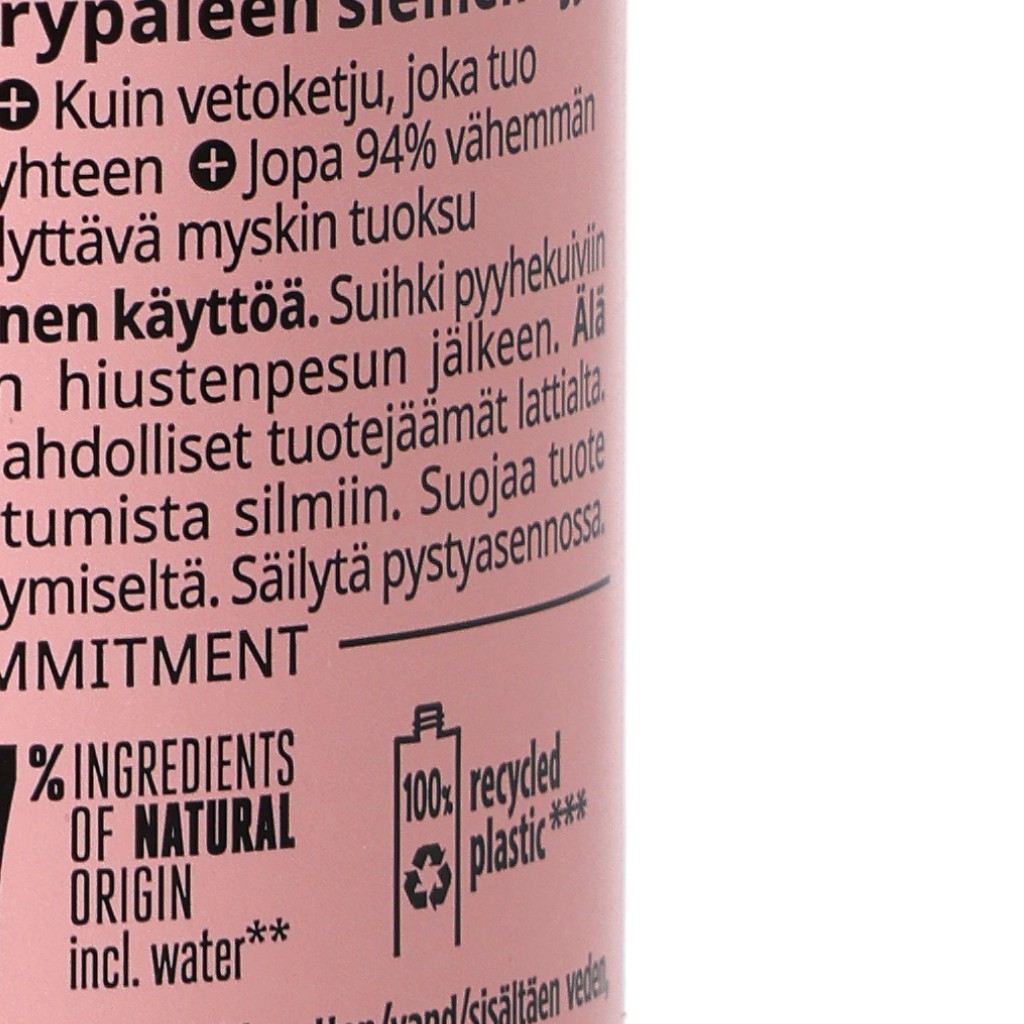 rypäleen siemen
Kuin vetoketju, joka tuo
yhteen + Jopa 94% vähemmän
lyttävä myskin tuoksu
nen käyttöä. Suihki pyyhekuiviin
n hiustenpesun jälkeen. Älä
ahdolliset tuotejäämät lattialta.
tumista silmiin. Suojaa tuote
ymiseltä. Säilytä pystyasennossa.
MMITMENT
% INGREDIENTS
OF NATURAL
ORIGIN
incl. water**
100%
recycled
plastic***
/vand/sisältäen veden,